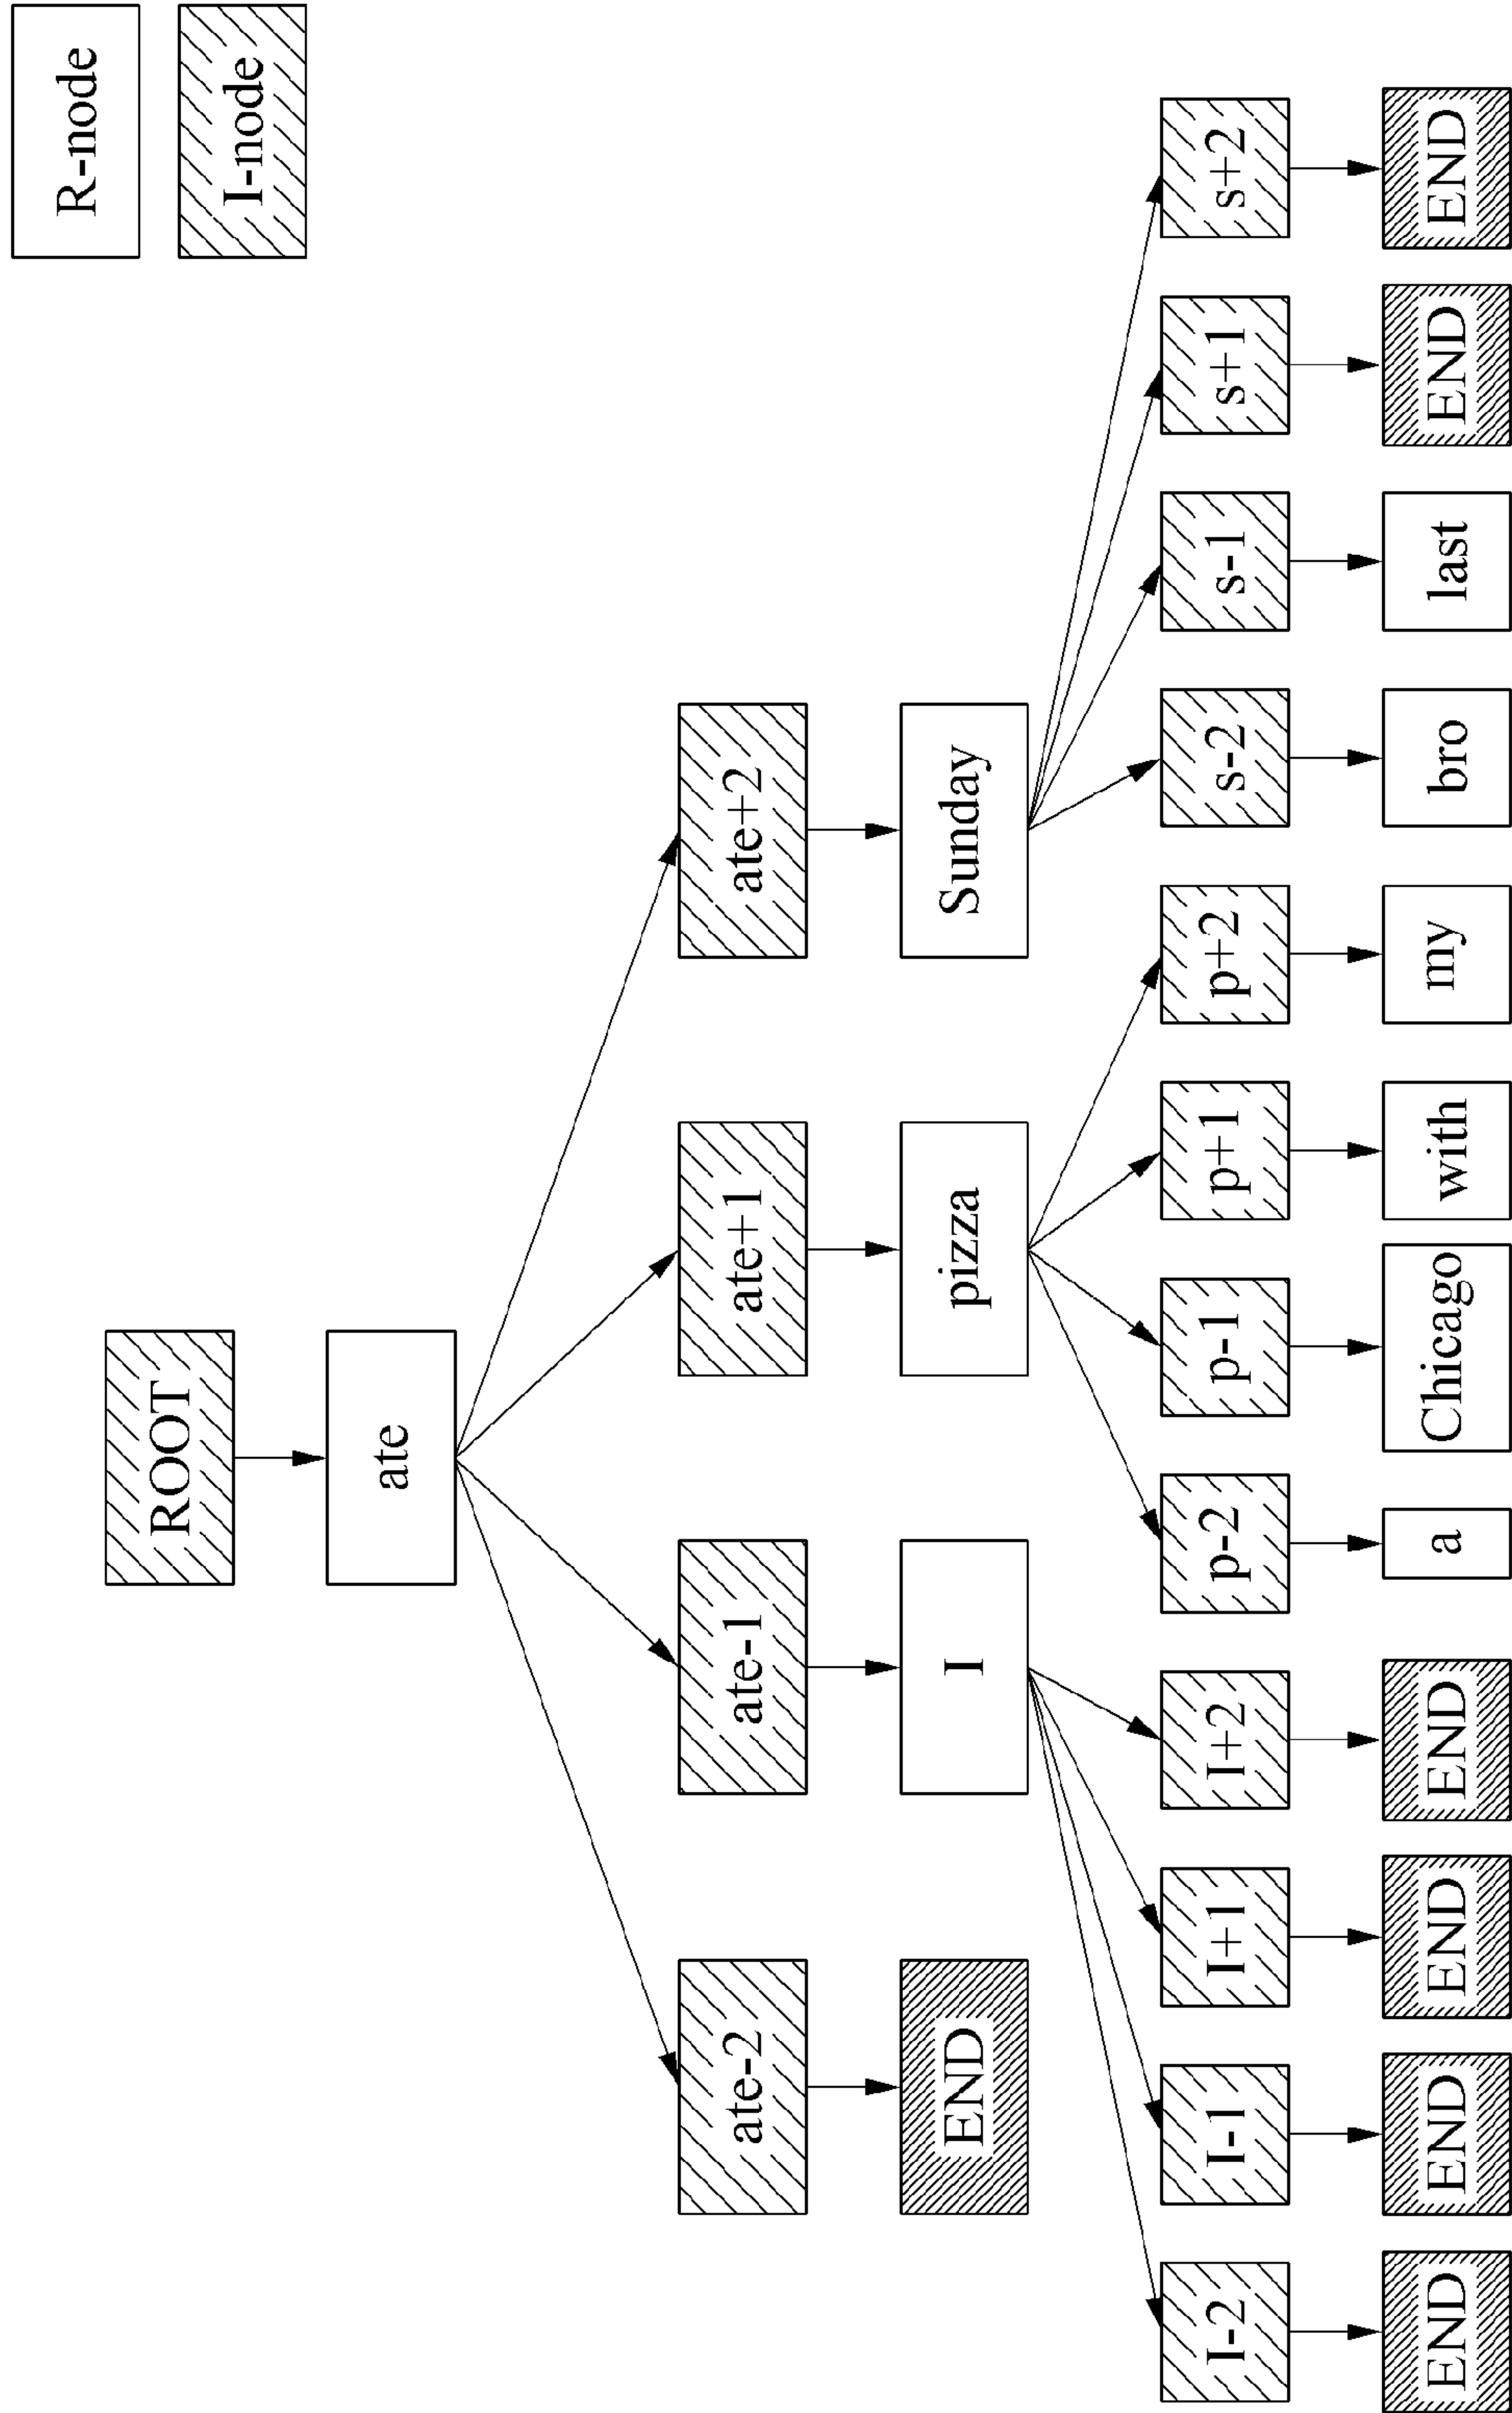 R-node
I-node
ROOT
ate
ate-2
ate-1
ate+1
ate+2
END
I
pizza
Sunday
I-2
I-1
I+1
I+2
p-2
p-1
p+1
p+2
s-2
s-1
s+1
s+2
END
END
END
END
a
Chicago
with
my
bro
last
END
END